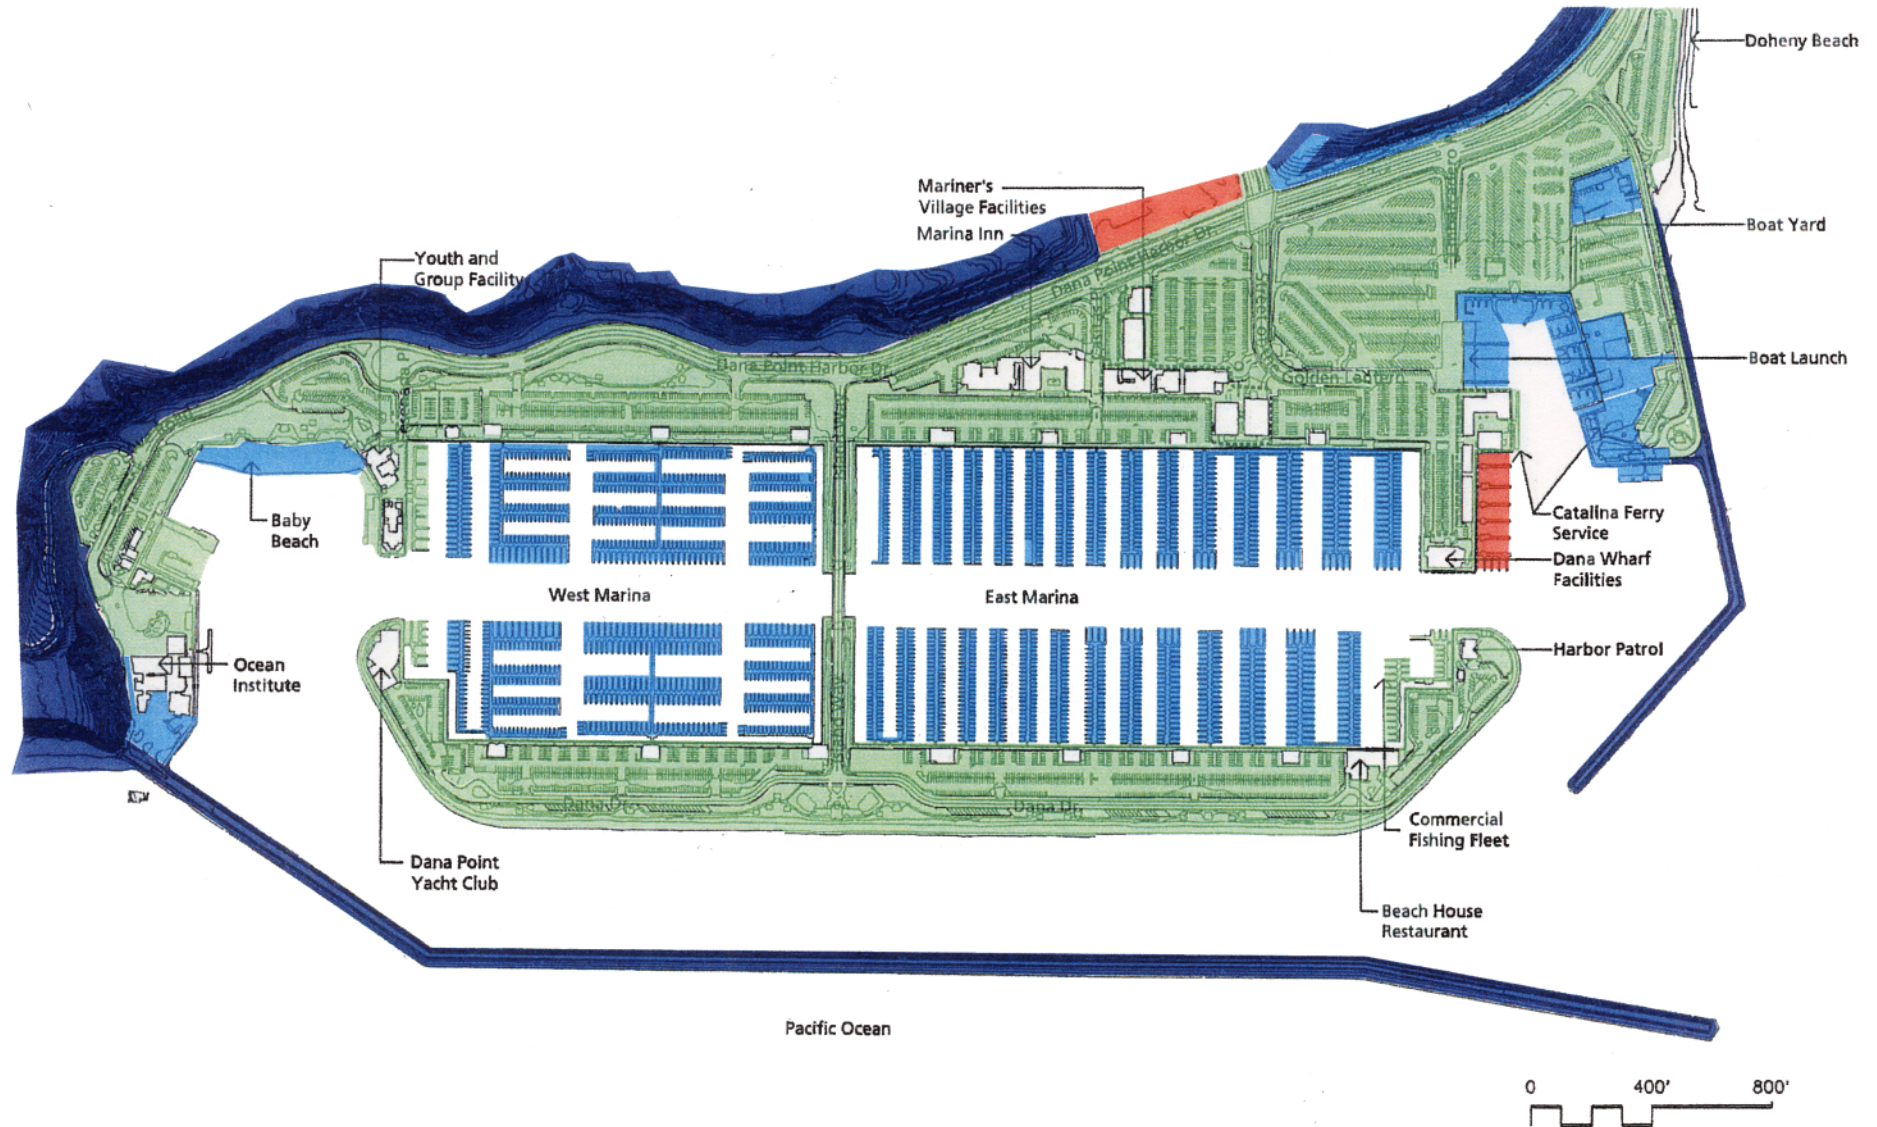 Doheny Beach
Mariner's
Village Facilities
Marina Inn
Boat Yard
Youth and
Group Facility
Dana Point Harbor Dr.
Dana Point Harbor Dr.
Golden Lantern
Boat Launch
Baby
Beach
Catalina Ferry
Service
Dana Wharf
Facilities
West Marina
East Marina
Harbor Patrol
Ocean
Institute
Dana Dr.
Dana Dr.
Commercial
Fishing Fleet
Dana Point
Yacht Club
Beach House
Restaurant
Pacific Ocean
0 400' 800'